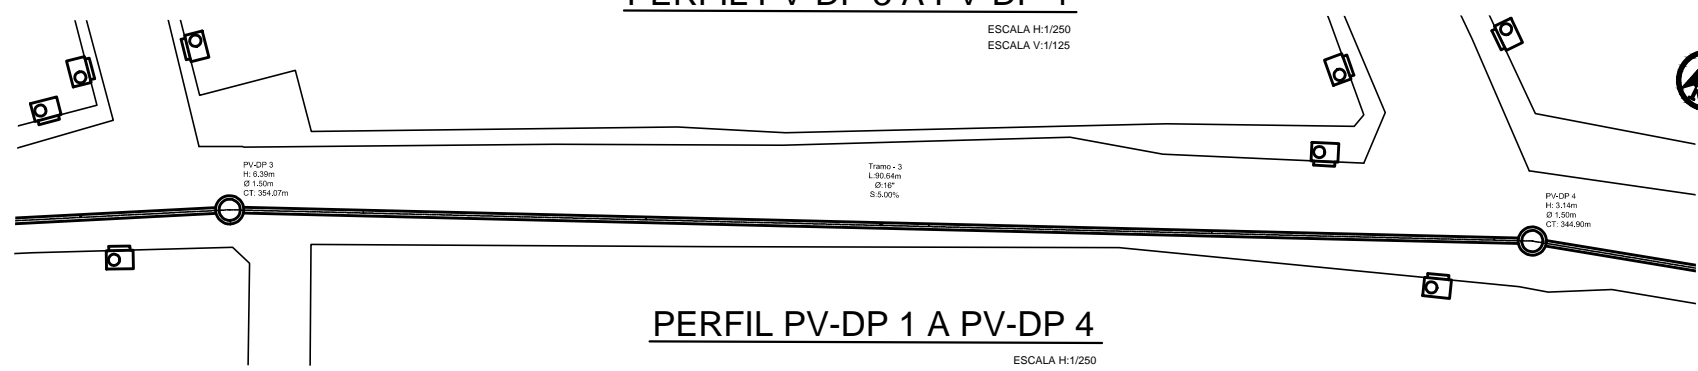 ESCALA H:1/250
ESCALA V:1/125
PV-DP 3
H: 6.39m
Ø 1.50m
CT: 354.07m
Tramo - 3
L:90.64m
Ø:16"
S:5.00%
PV-DP 4
H: 3.14m
Ø 1.50m
CT: 344.90m
PERFIL PV-DP 1 A PV-DP 4
ESCALA H:1/250